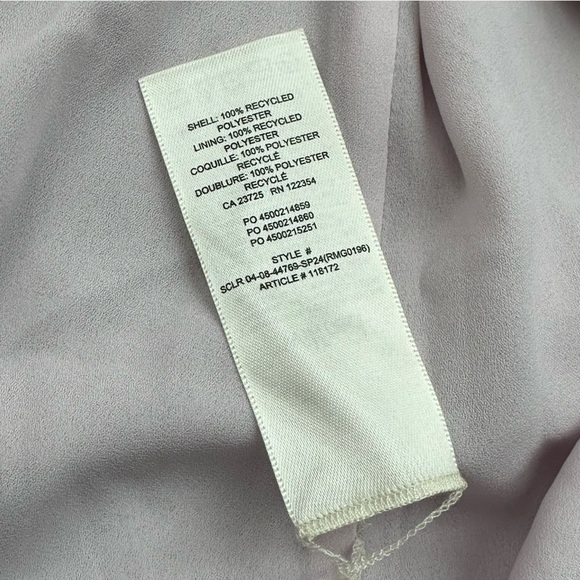 SHELL: 100% RECYCLED
POLYESTER
LINING: 100% RECYCLED
POLYESTER
COQUILLE: 100% POLYESTER
RECYCLÉ
DOUBLURE: 100% POLYESTER
RECYCLÉ
CA 23725 RN 122354
PO 4500214859
PO 4500214860
PO 4500215251
STYLE #
SCLR 04-08-44769-SP24(RMG0196)
ARTICLE # 118172